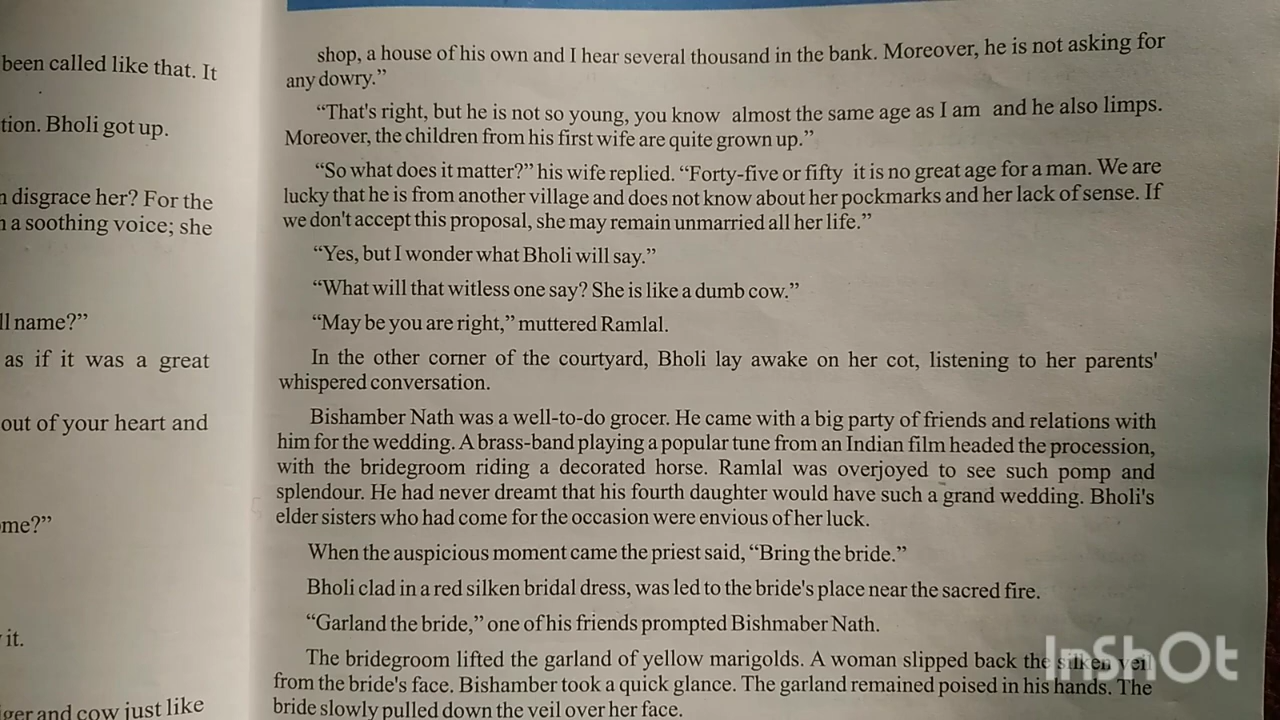 been called like that. It
tion. Bholi got up.
disgrace her? For the
a soothing voice; she
name?”
as if it was a great
out of your heart and
me?”
it.
and cow just like
shop, a house of his own and I hear several thousand in the bank. Moreover, he is not asking for
any dowry.”
“That's right, but he is not so young, you know almost the same age as I am and he also limps.
Moreover, the children from his first wife are quite grown up.”
“So what does it matter?” his wife replied. “Forty-five or fifty it is no great age for a man. We are
lucky that he is from another village and does not know about her pockmarks and her lack of sense. If
we don't accept this proposal, she may remain unmarried all her life.”
“Yes, but I wonder what Bholi will say.”
“What will that witless one say? She is like a dumb cow.”
“May be you are right,” muttered Ramlal.
In the other corner of the courtyard, Bholi lay awake on her cot, listening to her parents'
whispered conversation.
Bishamber Nath was a well-to-do grocer. He came with a big party of friends and relations with
him for the wedding. A brass-band playing a popular tune from an Indian film headed the procession,
with the bridegroom riding a decorated horse. Ramlal was overjoyed to see such pomp and
splendour. He had never dreamt that his fourth daughter would have such a grand wedding. Bholi's
elder sisters who had come for the occasion were envious of her luck.
When the auspicious moment came the priest said, “Bring the bride.”
Bholi clad in a red silken bridal dress, was led to the bride's place near the sacred fire.
“Garland the bride,” one of his friends prompted Bishmaber Nath.
The bridegroom lifted the garland of yellow marigolds. A woman slipped back the silken veil
from the bride's face. Bishamber took a quick glance. The garland remained poised in his hands. The
bride slowly pulled down the veil over her face.
InShOt